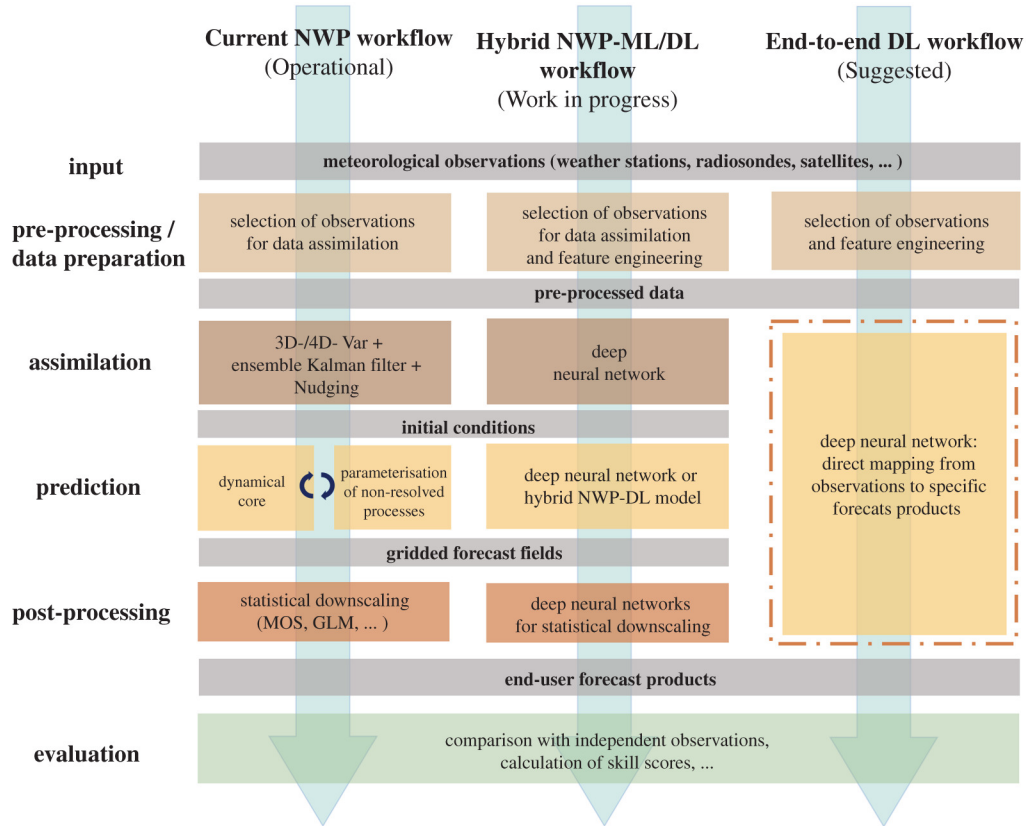 Current NWP workflow
(Operational)
Hybrid NWP-ML/DL
workflow
(Work in progress)
End-to-end DL workflow
(Suggested)
input
meteorological observations (weather stations, radiosondes, satellites, ... )
pre-processing /
data preparation
selection of observations
for data assimilation
selection of observations
for data assimilation
and feature engineering
selection of observations
and feature engineering
pre-processed data
assimilation
3D-/4D- Var +
ensemble Kalman filter +
Nudging
deep
neural network
initial conditions
prediction
dynamical
core
parameterisation
of non-resolved
processes
deep neural network or
hybrid NWP-DL model
deep neural network:
direct mapping from
observations to specific
forecats products
gridded forecast fields
post-processing
statistical downscaling
(MOS, GLM, ... )
deep neural networks
for statistical downscaling
end-user forecast products
evaluation
comparison with independent observations,
calculation of skill scores, ...